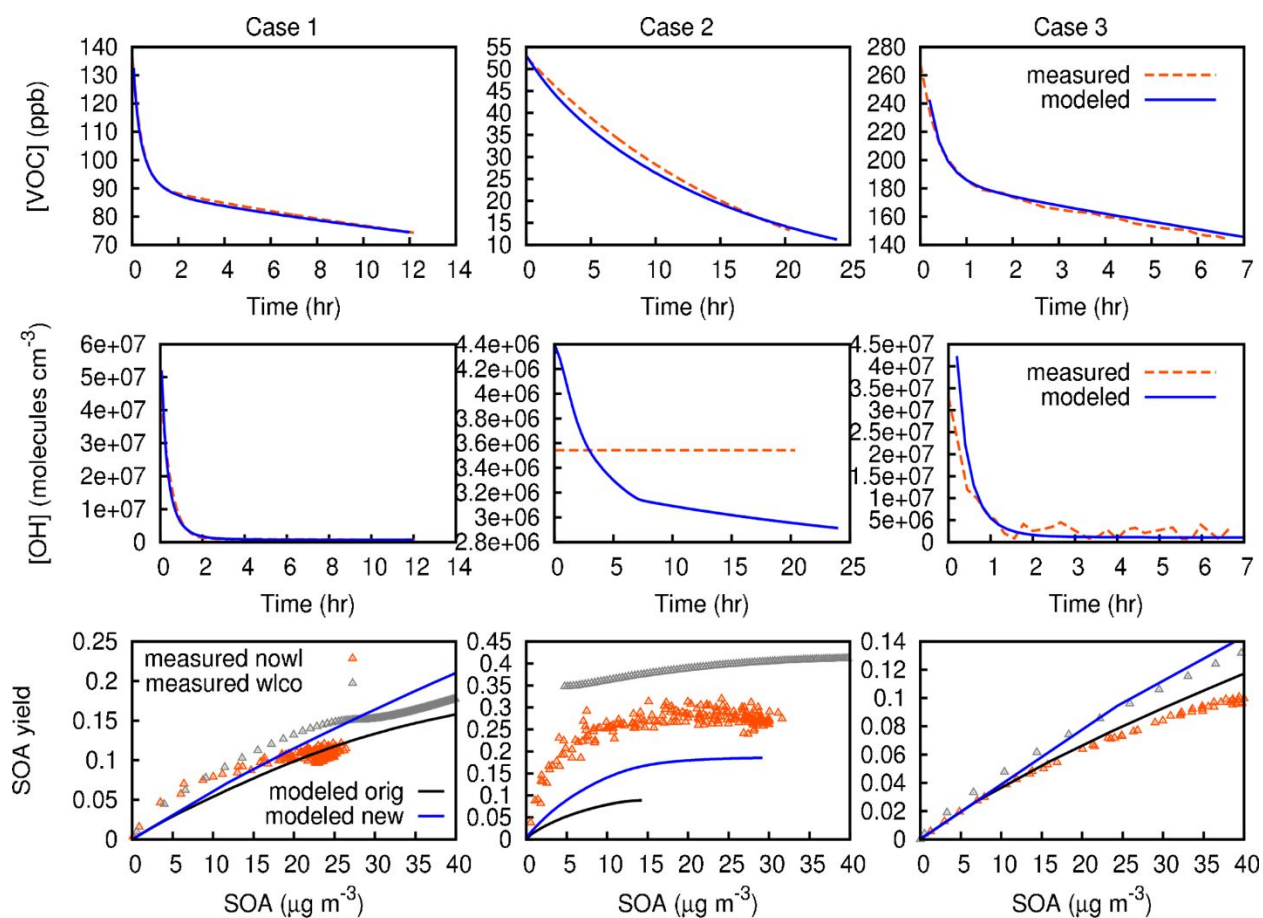 Case 1
Case 2
Case 3
[VOC] (ppb)
140
130
120
110
100
90
80
70
0 2 4 6 8 10 12 14
Time (hr)
55
50
45
40
35
30
25
20
15
10
0 5 10 15 20 25
Time (hr)
280
260
240
220
200
180
160
140
0 1 2 3 4 5 6 7
Time (hr)
measured
modeled
[OH] (molecules cm-3)
6e+07
5e+07
4e+07
3e+07
2e+07
1e+07
0
0 2 4 6 8 10 12 14
Time (hr)
4.4e+06
4.2e+06
4e+06
3.8e+06
3.6e+06
3.4e+06
3.2e+06
3e+06
2.8e+06
0 5 10 15 20 25
Time (hr)
4.5e+07
4e+07
3.5e+07
3e+07
2.5e+07
2e+07
1.5e+07
1e+07
5e+06
0
0 1 2 3 4 5 6 7
Time (hr)
measured
modeled
SOA yield
0.25
0.2
0.15
0.1
0.05
0
0 5 10 15 20 25 30 35 40
SOA (μg m-3)
measured nowl
measured wlco
modeled orig
modeled new
0.45
0.4
0.35
0.3
0.25
0.2
0.15
0.1
0.05
0
0 5 10 15 20 25 30 35 40
SOA (μg m-3)
0.14
0.12
0.1
0.08
0.06
0.04
0.02
0
0 5 10 15 20 25 30 35 40
SOA (μg m-3)